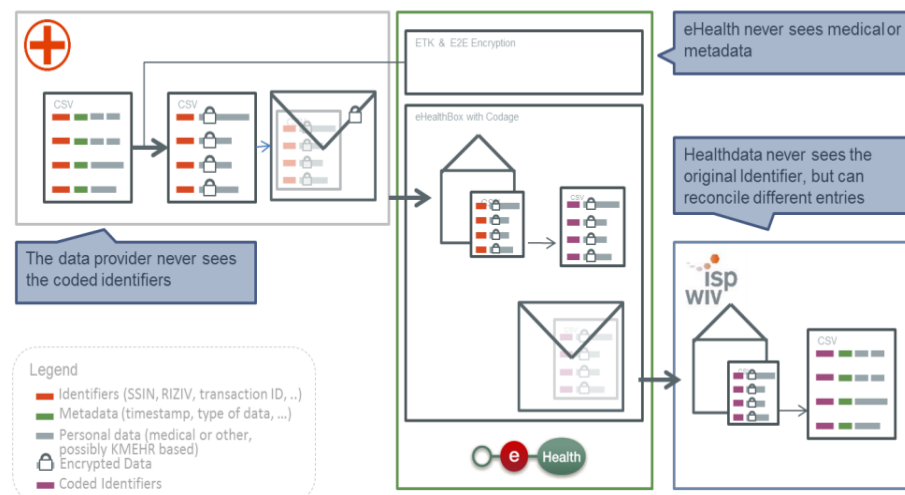 ETK & E2E Encryption
eHealth never sees medical or
metadata
CSV
CSV
eHealthBox with Codage
CSV
CSV
Healthdata never sees the
original Identifier, but can
reconcile different entries
The data provider never sees
the coded identifiers
isp
WIV
CSV
CSV
Legend
Identifiers (SSIN, RIZIV, transaction ID, ..)
Metadata (timestamp, type of data, ...)
Personal data (medical or other,
possibly KMEHR based)
Encrypted Data
Coded Identifiers
e
Health